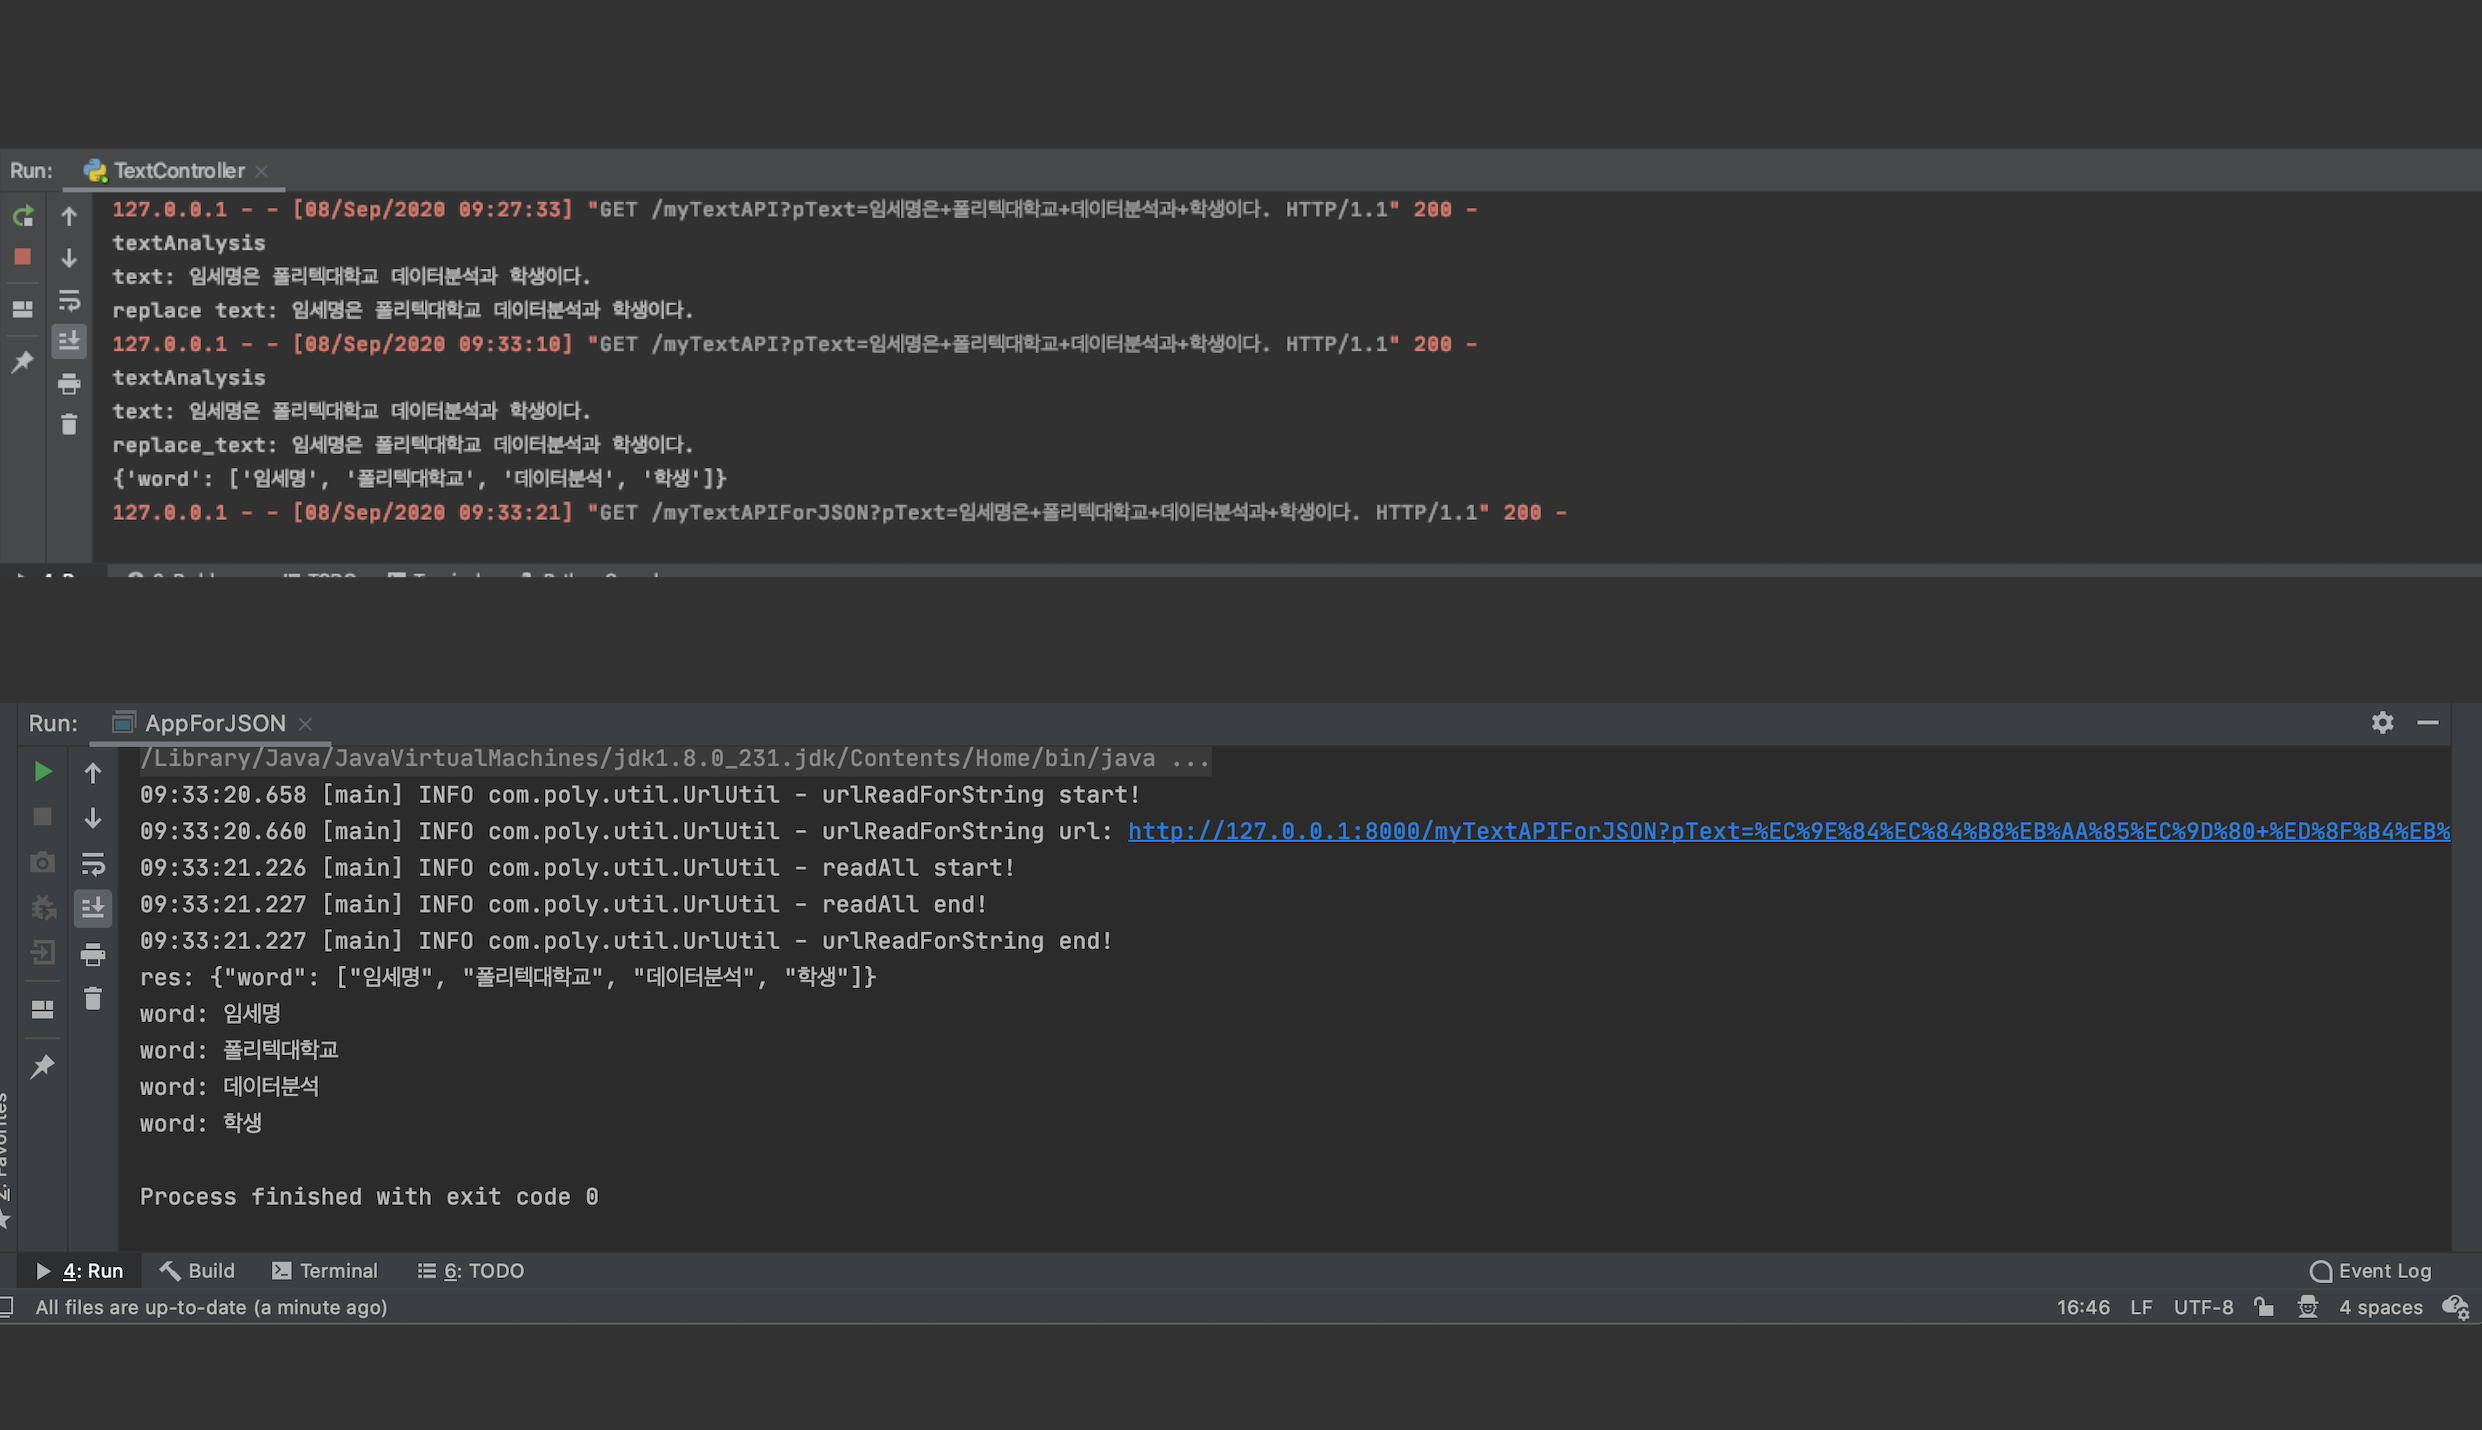 Run: TextController
127.0.0.1 - - [08/Sep/2020 09:27:33] "GET /myTextAPI?pText=임세명은+폴리텍대학교+데이터분석과+학생이다. HTTP/1.1" 200 -
textAnalysis
text: 임세명은 폴리텍대학교 데이터분석과 학생이다.
replace text: 임세명은 폴리텍대학교 데이터분석과 학생이다.
127.0.0.1 - - [08/Sep/2020 09:33:10] "GET /myTextAPI?pText=임세명은+폴리텍대학교+데이터분석과+학생이다. HTTP/1.1" 200 -
textAnalysis
text: 임세명은 폴리텍대학교 데이터분석과 학생이다.
replace_text: 임세명은 폴리텍대학교 데이터분석과 학생이다.
{'word': ['임세명', '폴리텍대학교', '데이터분석', '학생']}
127.0.0.1 - - [08/Sep/2020 09:33:21] "GET /myTextAPIForJSON?pText=임세명은+폴리텍대학교+데이터분석과+학생이다. HTTP/1.1" 200 -
Run: AppForJSON
/Library/Java/JavaVirtualMachines/jdk1.8.0_231.jdk/Contents/Home/bin/java ...
09:33:20.658 [main] INFO com.poly.util.UrlUtil - urlReadForString start!
09:33:20.660 [main] INFO com.poly.util.UrlUtil - urlReadForString url: http://127.0.0.1:8000/myTextAPIForJSON?pText=%EC%9E%84%EC%84%B8%EB%AA%85%EC%9D%80+%ED%8F%B4%EB%
09:33:21.226 [main] INFO com.poly.util.UrlUtil - readAll start!
09:33:21.227 [main] INFO com.poly.util.UrlUtil - readAll end!
09:33:21.227 [main] INFO com.poly.util.UrlUtil - urlReadForString end!
res: {"word": ["임세명", "폴리텍대학교", "데이터분석", "학생"]}
word: 임세명
word: 폴리텍대학교
word: 데이터분석
word: 학생
Process finished with exit code 0
2: Favorites
4: Run Build Terminal 6: TODO Event Log
All files are up-to-date (a minute ago) 16:46 LF UTF-8 4 spaces